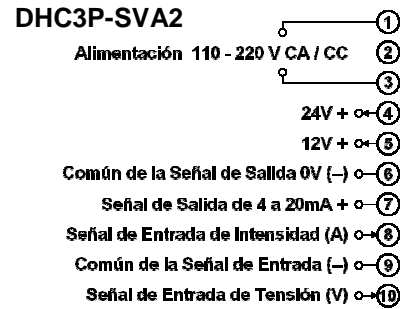 DHC3P-SVA2
1
Alimentación 110 - 220 V CA / CC 2
3
24V + 4
12V + 5
Común de la Señal de Salida 0V (–) 6
Señal de Salida de 4 a 20mA + 7
Señal de Entrada de Intensidad (A) 8
Común de la Señal de Entrada (–) 9
Señal de Entrada de Tensión (V) 10